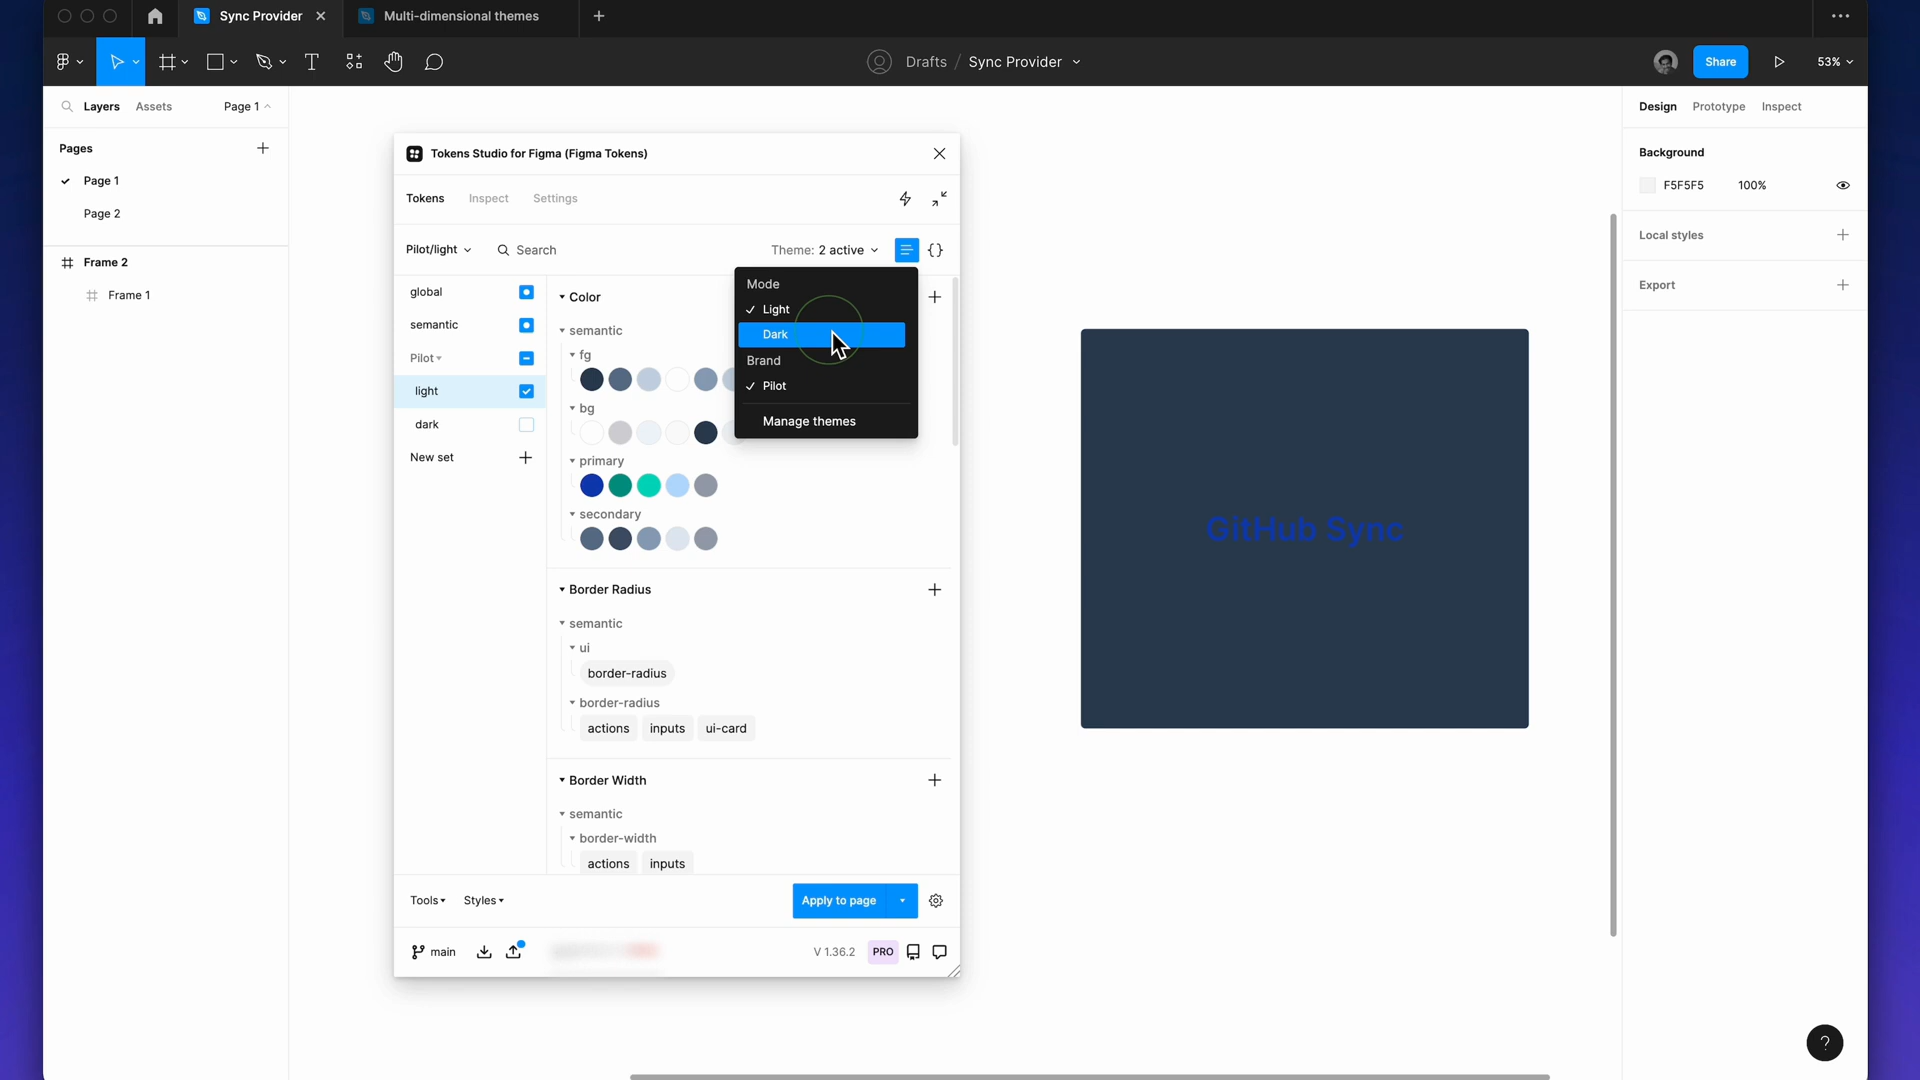 Sync Provider
Multi-dimensional themes
Drafts / Sync Provider
Share
53%
Layers
Assets
Page 1
Pages
Page 1
Page 2
Frame 2
Frame 1
Tokens Studio for Figma (Figma Tokens)
Tokens
Inspect
Settings
Pilot/light
Search
Theme: 2 active
{}
global
semantic
Pilot
light
dark
New set
Color
semantic
fg
bg
primary
secondary
Mode
Light
Dark
Brand
Pilot
Manage themes
Border Radius
semantic
ui
border-radius
border-radius
actions inputs ui-card
Border Width
semantic
border-width
actions inputs
Tools
Styles
Apply to page
main
V 1.36.2
PRO
GitHub Sync
Design
Prototype
Inspect
Background
F5F5F5
100%
Local styles
Export
?